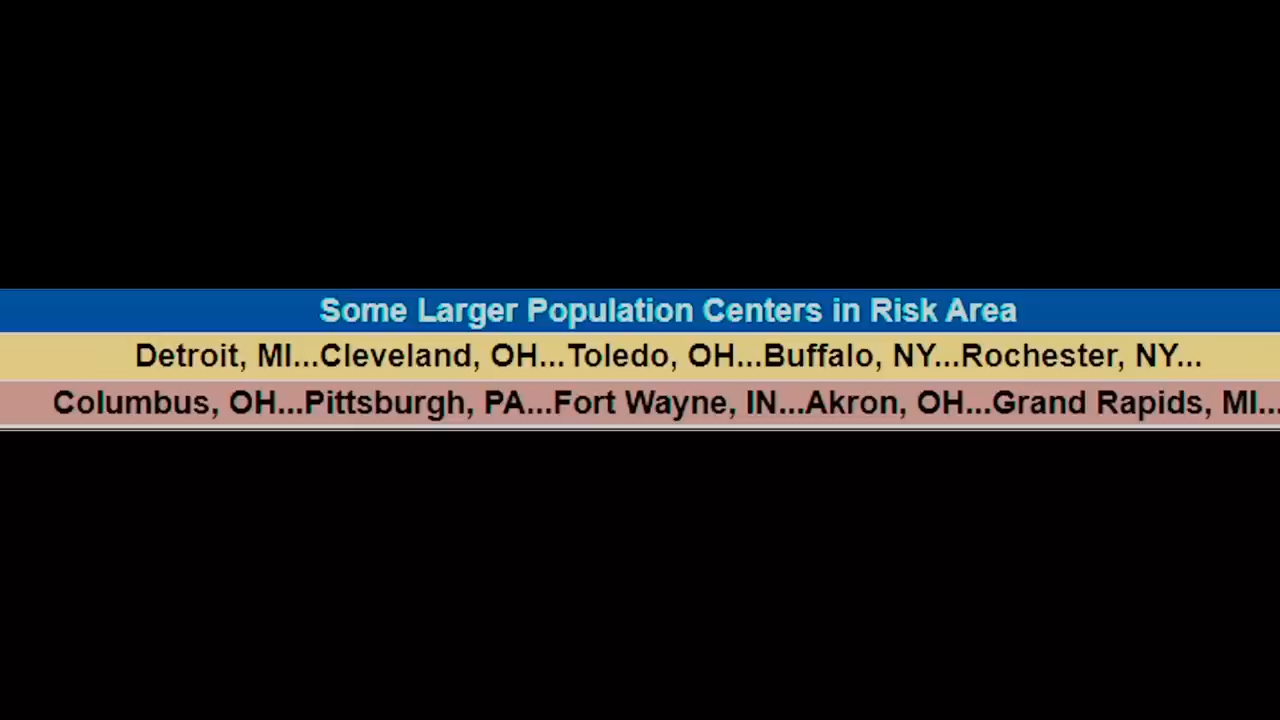 Some Larger Population Centers in Risk Area
Detroit, MI...Cleveland, OH...Toledo, OH...Buffalo, NY...Rochester, NY...
Columbus, OH...Pittsburgh, PA...Fort Wayne, IN...Akron, OH...Grand Rapids, MI...